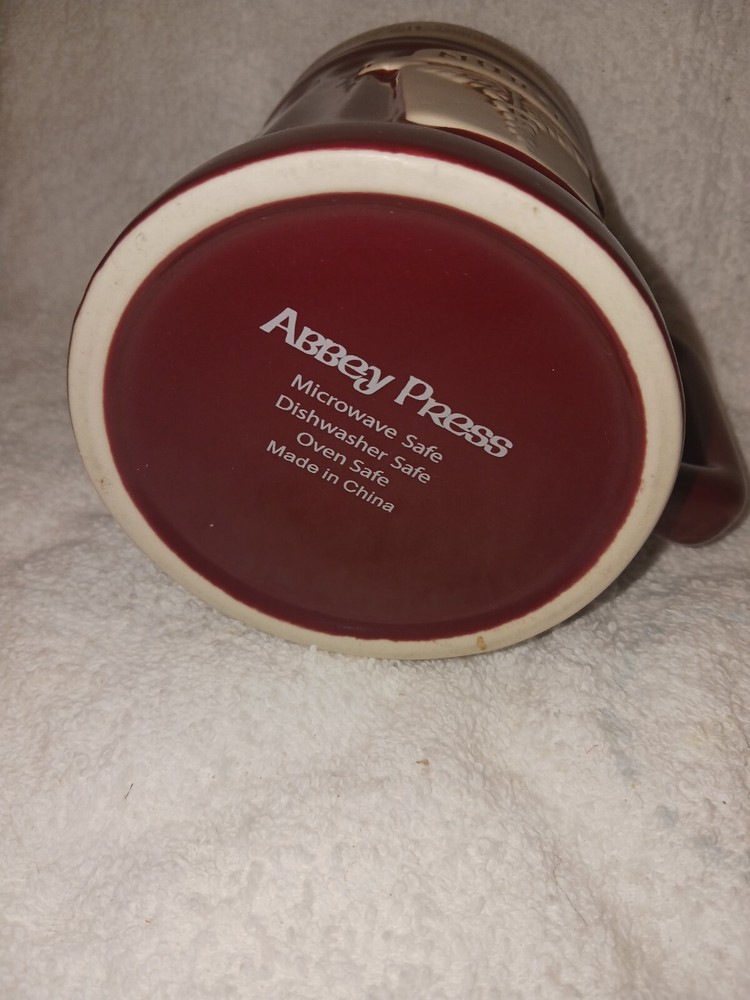 Abbey Press
Microwave Safe
Dishwasher Safe
Oven Safe
Made in China